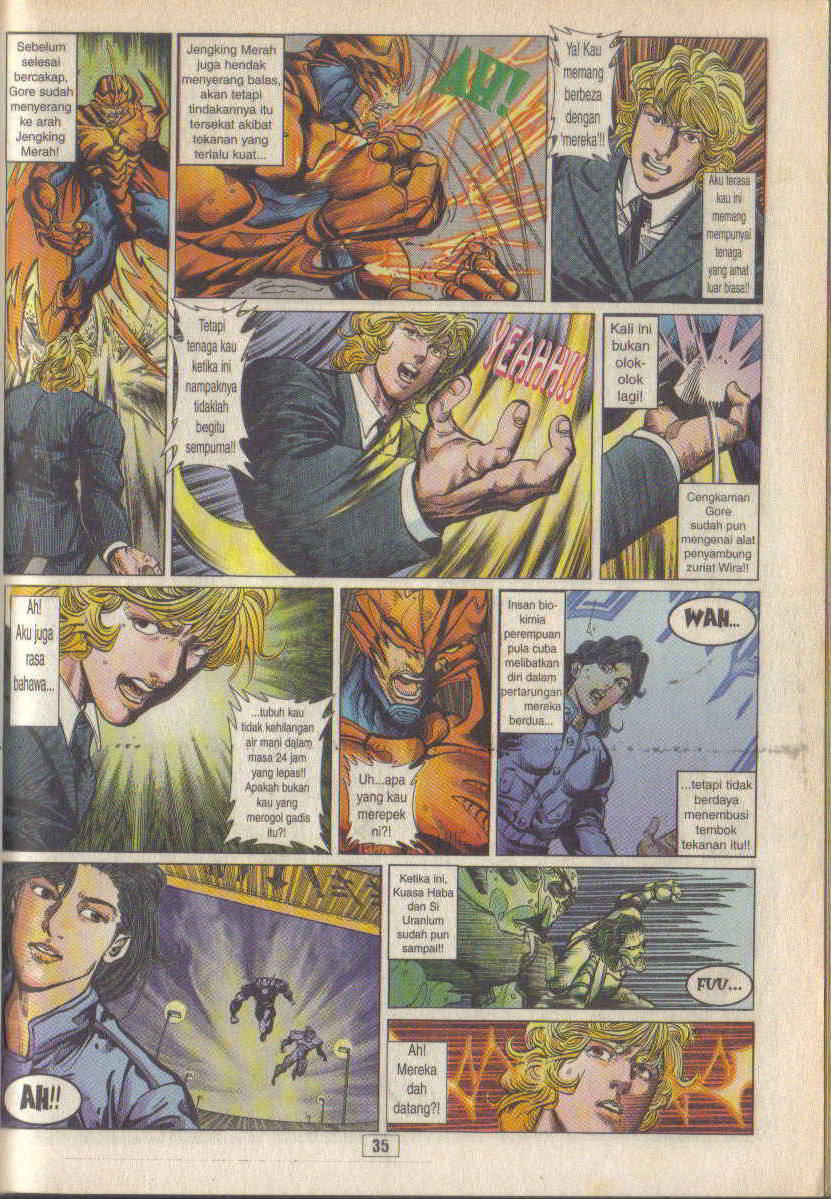 Sebelum
selesai
bercakap,
Gore sudah
menyerang
ke arah
Jengking
Merah!
Jengking Merah
juga hendak
menyerang balas,
akan tetapi
tindakannya itu
tersekat akibat
tekanan yang
terlalu kuat...
AH!
Ya! Kau
memang
berbeza
dengan
'mereka'!!
Aku terasa
kau ini
memang
mempunyai
tenaga
yang amat
luar biasa!!
Tetapi
tenaga kau
ketika ini
nampaknya
tidaklah
begitu
sempurna!!
YEAHH!!
Kali ini
bukan
olok-
olok
lagi!
Cengkaman
Gore
sudah pun
mengenai alat
penyambung
zuriat Wira!!
Ah!
Aku juga
rasa
bahawa...
...tubuh kau
tidak kehilangan
air mani dalam
masa 24 jam
yang lepas!!
Apakah bukan
kau yang
merogol gadis
itu?!
Uh...apa
yang kau
merepek
ni?!
Insan bio-
kimia
perempuan
pula cuba
melibatkan
diri dalam
pertarungan
mereka
berdua...
WAH...
...tetapi tidak
berdaya
menembusi
tembok
tekanan itu!!
AH!!
Ketika ini,
Kuasa Haba
dan Si
Uranium
sudah pun
sampai!!
FUU...
Ah!
Mereka
dah
datang?!
35